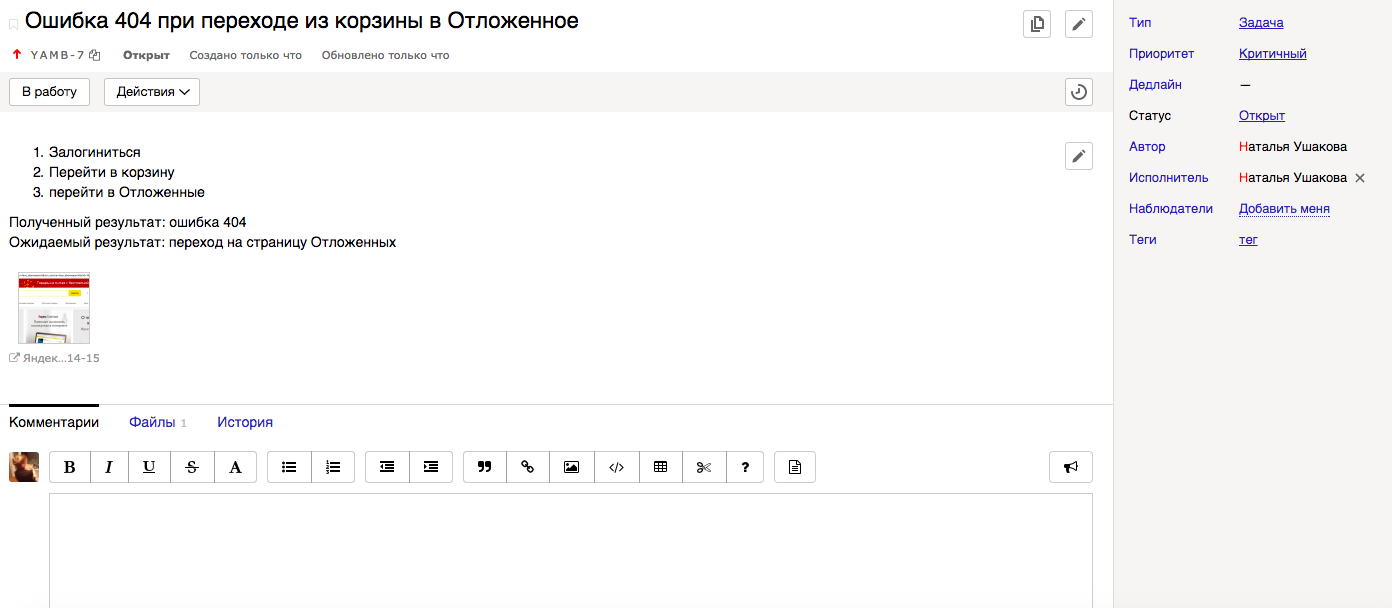 Ошибка 404 при переходе из корзины в Отложенное
YAMB-7 Открыт Создано только что Обновлено только что
В работу Действия
1. Залогиниться
2. Перейти в корзину
3. перейти в Отложенные
Полученный результат: ошибка 404
Ожидаемый результат: переход на страницу Отложенных
Яндек...14-15
Комментарии Файлы 1 История
B I U S A ?
Тип Задача
Приоритет Критичный
Дедлайн —
Статус Открыт
Автор Наталья Ушакова
Исполнитель Наталья Ушакова
Наблюдатели Добавить меня
Теги тег